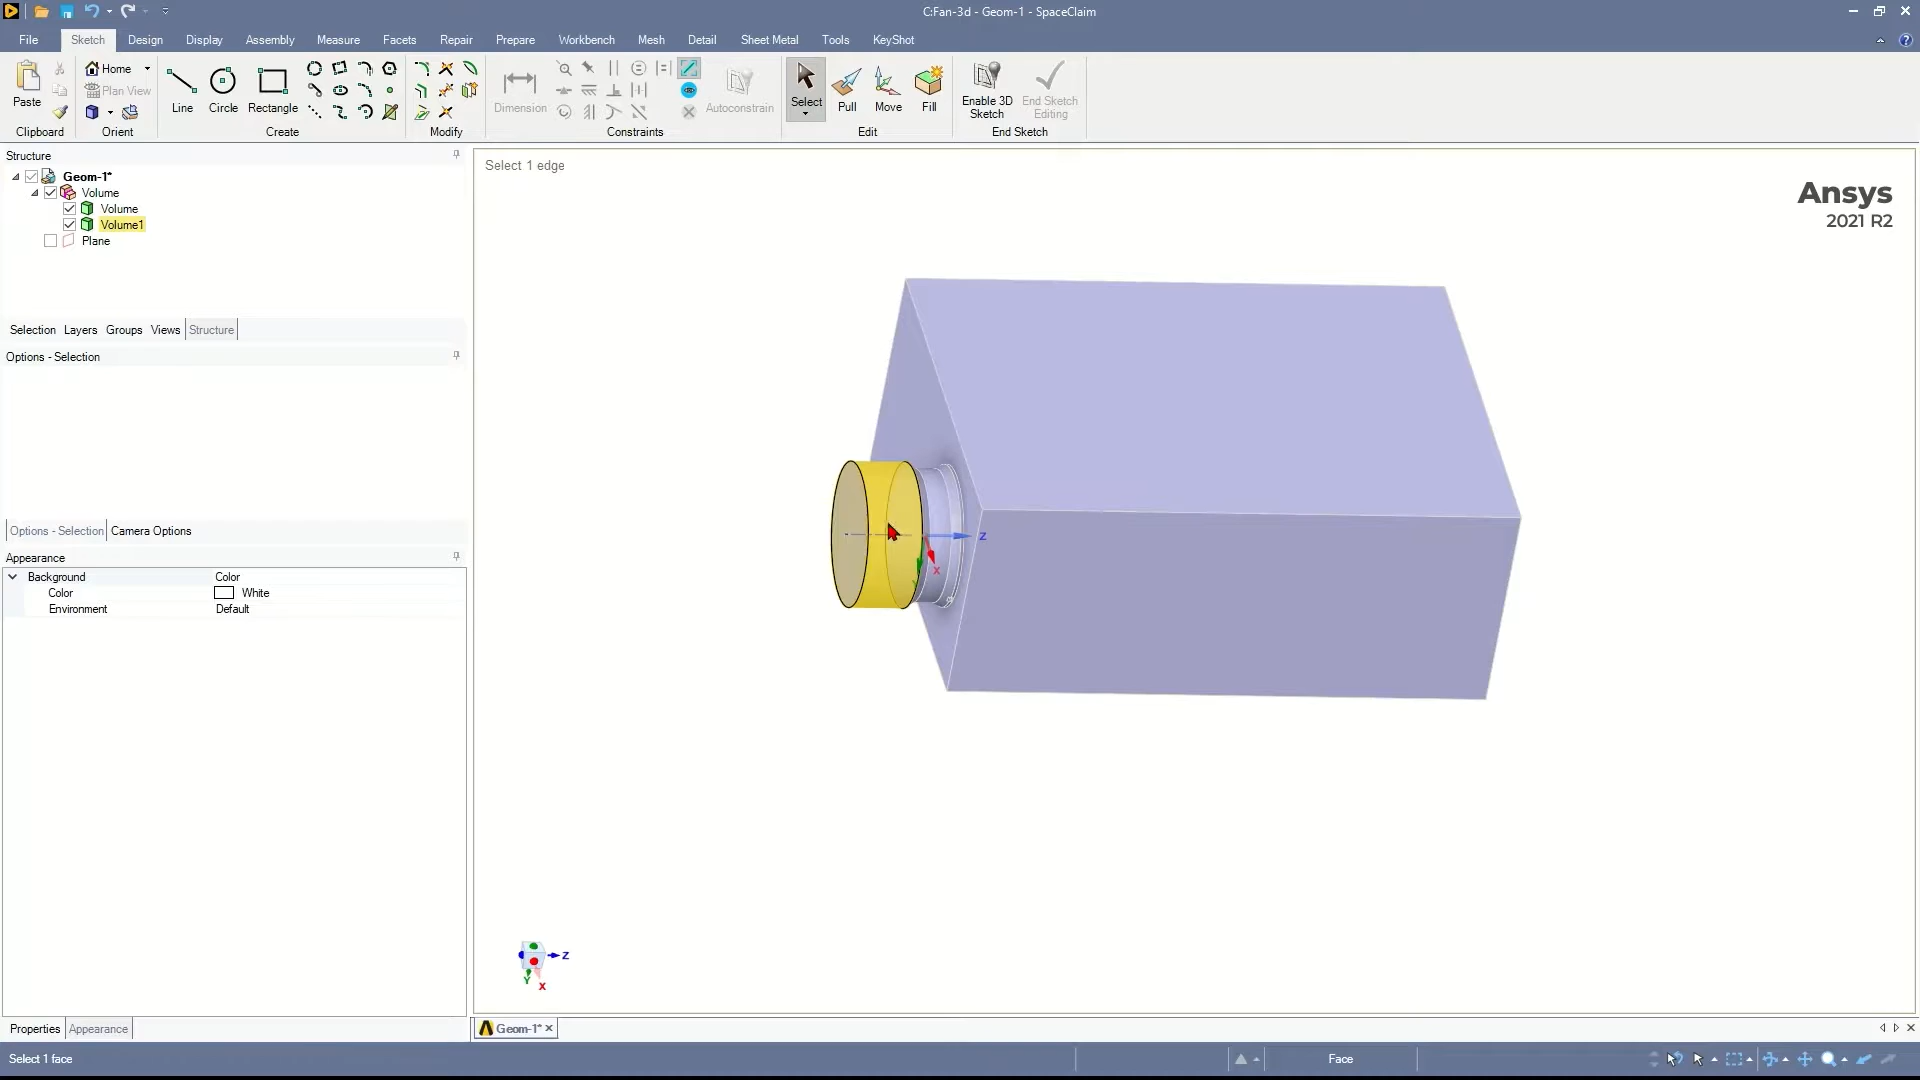 C:Fan-3d - Geom-1 - SpaceClaim
File Sketch Design Display Assembly Measure Facets Repair Prepare Workbench Mesh Detail Sheet Metal Tools KeyShot
Paste
Home
Plan View
Line Circle Rectangle
Dimension
Autoconstrain
Select Pull Move Fill
Enable 3D Sketch
End Sketch Editing
Clipboard Orient Create Modify Constraints Edit End Sketch
Structure
Geom-1*
Volume
Volume
Volume1
Plane
Selection Layers Groups Views Structure
Options - Selection
Options - Selection Camera Options
Appearance
Background Color
Color White
Environment Default
Properties Appearance
Select 1 edge
Ansys
2021 R2
Z
X
Z
Y
X
Geom-1*
Select 1 face
Face